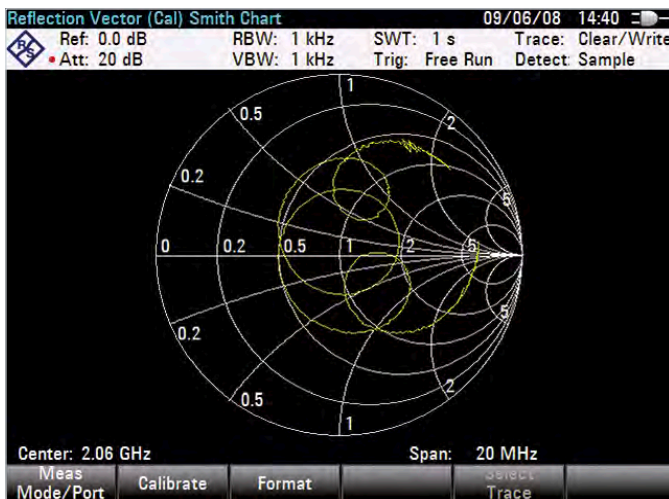 Reflection Vector (Cal) Smith Chart 09/06/08 14:40
Ref: 0.0 dB RBW: 1 kHz SWT: 1 s Trace: Clear/Write
Att: 20 dB VBW: 1 kHz Trig: Free Run Detect: Sample
R&S
1
0.5 2
0.2 5
0 0.2 0.5 1 2 5
0.2 5
0.5 2
1
Center: 2.06 GHz Span: 20 MHz
Meas Mode/Port Calibrate Format Select Trace